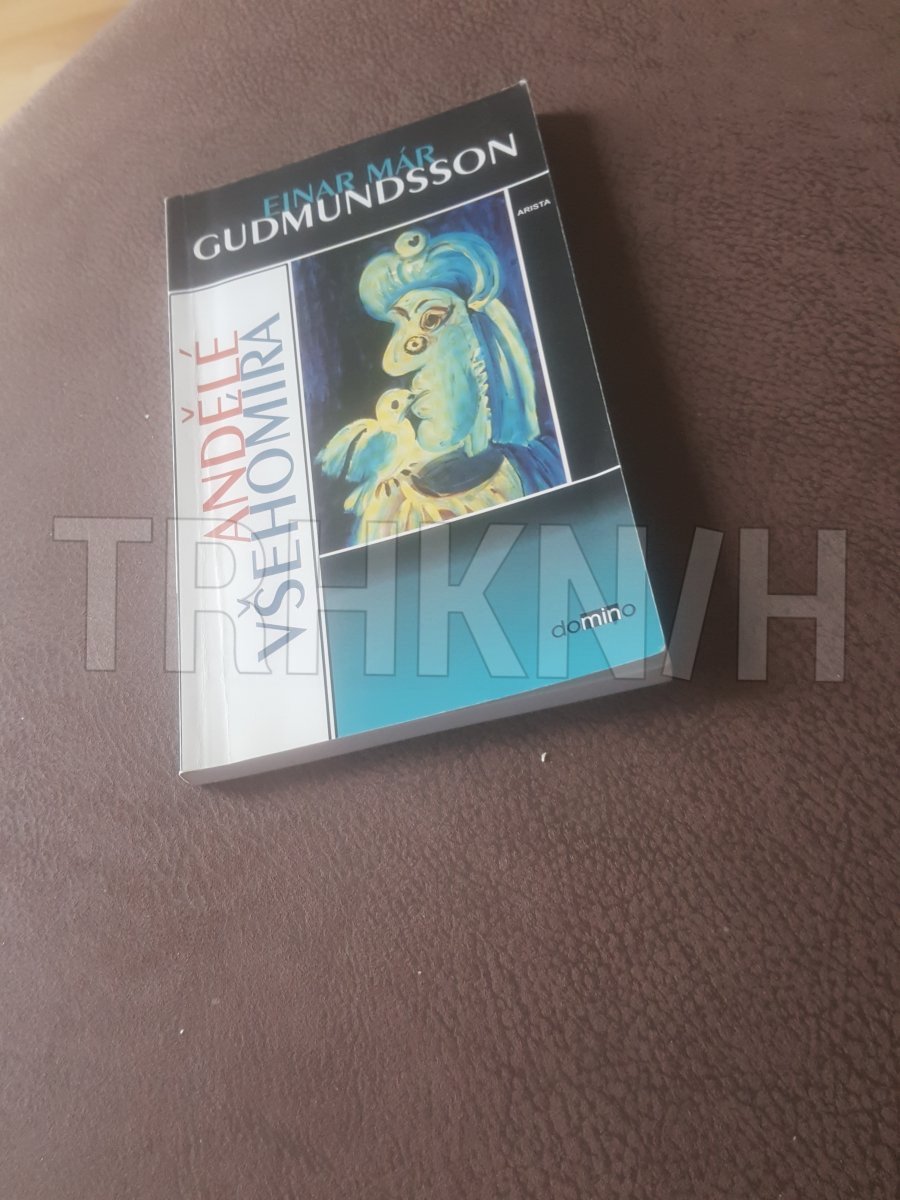 EINAR MÁR
GUDMUNDSSON
ARISTA
ANDĚLÉ
VŠEHOMÍRA
domino
TRHKNIH